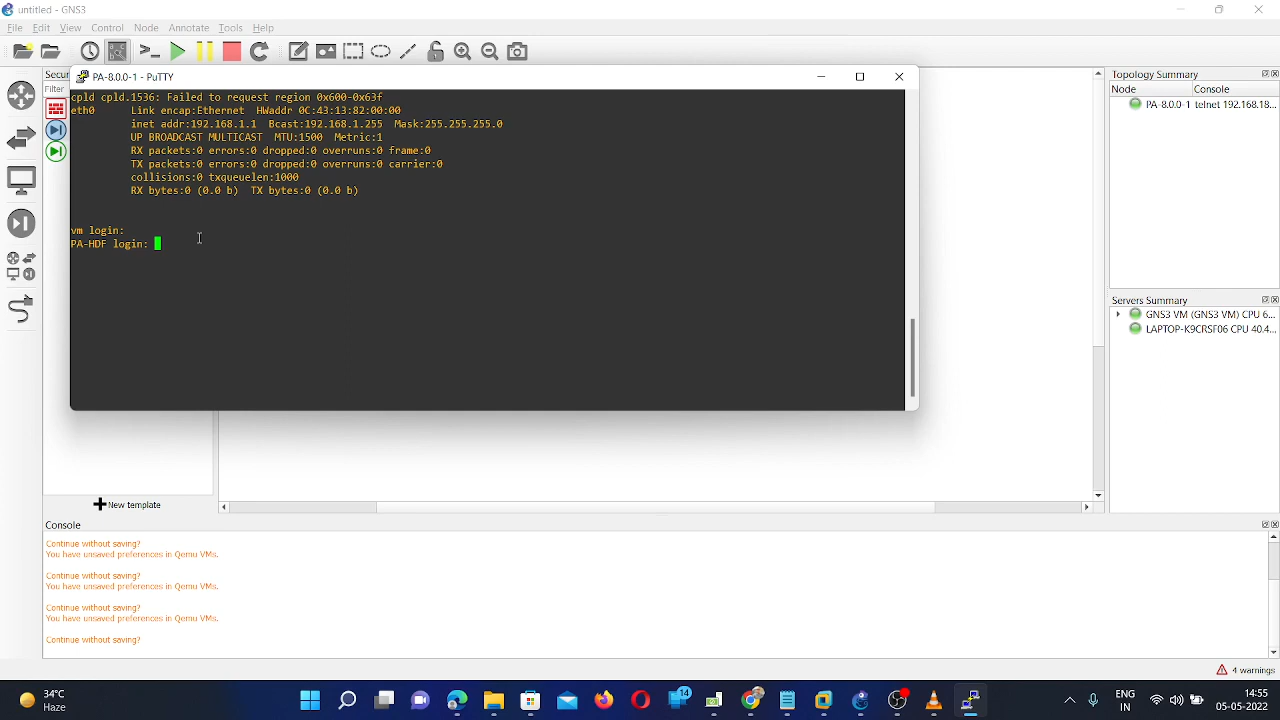 untitled - GNS3
File Edit View Control Node Annotate Tools Help
Secur
Filter
PA-8.0.0-1 - PuTTY
cpld cpld.1536: Failed to request region 0x600-0x63f
eth0 Link encap:Ethernet HWaddr 0C:43:13:82:00:00
inet addr:192.168.1.1 Bcast:192.168.1.255 Mask:255.255.255.0
UP BROADCAST MULTICAST MTU:1500 Metric:1
RX packets:0 errors:0 dropped:0 overruns:0 frame:0
TX packets:0 errors:0 dropped:0 overruns:0 carrier:0
collisions:0 txqueuelen:1000
RX bytes:0 (0.0 b) TX bytes:0 (0.0 b)
vm login:
PA-HDF login:
Topology Summary
Node Console
PA-8.0.0-1 telnet 192.168.18...
Servers Summary
GNS3 VM (GNS3 VM) CPU 6...
LAPTOP-K9CRSF06 CPU 40.4...
New template
Console
Continue without saving?
You have unsaved preferences in Qemu VMs.
Continue without saving?
You have unsaved preferences in Qemu VMs.
Continue without saving?
You have unsaved preferences in Qemu VMs.
Continue without saving?
4 warnings
34°C
Haze
14
ENG
IN
14:55
05-05-2022